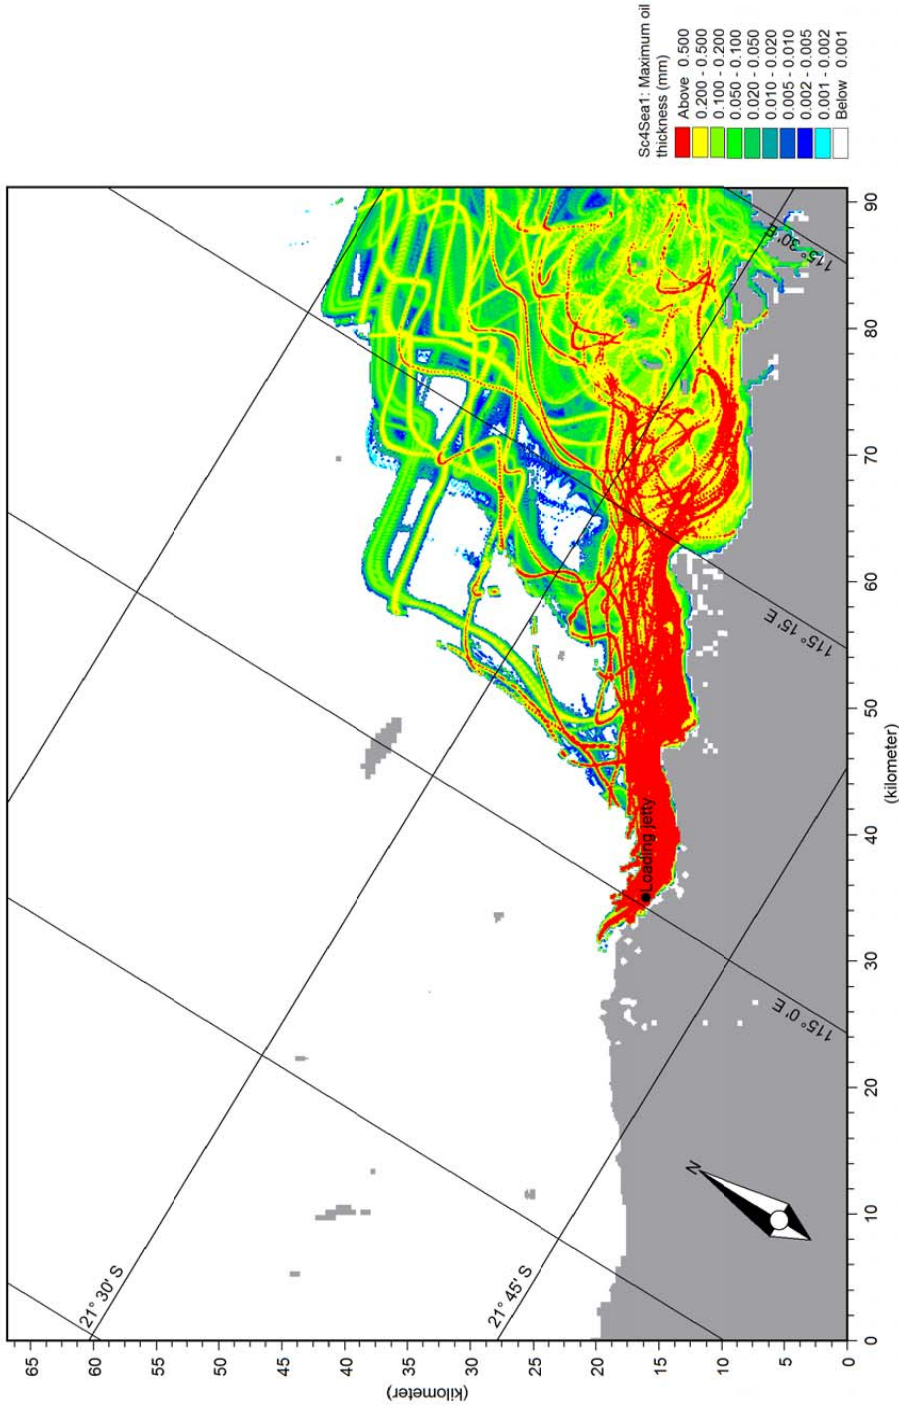 Sc4Sea1: Maximum oil
thickness (mm)
Above 0.500
0.200 - 0.500
0.100 - 0.200
0.050 - 0.100
0.020 - 0.050
0.010 - 0.020
0.005 - 0.010
0.002 - 0.005
0.001 - 0.002
Below 0.001
65
60
55
50
45
40
35
30
25
20
15
10
5
0
(kilometer)
21° 30' S
21° 45' S
N
Loading jetty
115° 0' E
115° 15' E
115° 30' E
0
10
20
30
40
50
60
70
80
90
(kilometer)